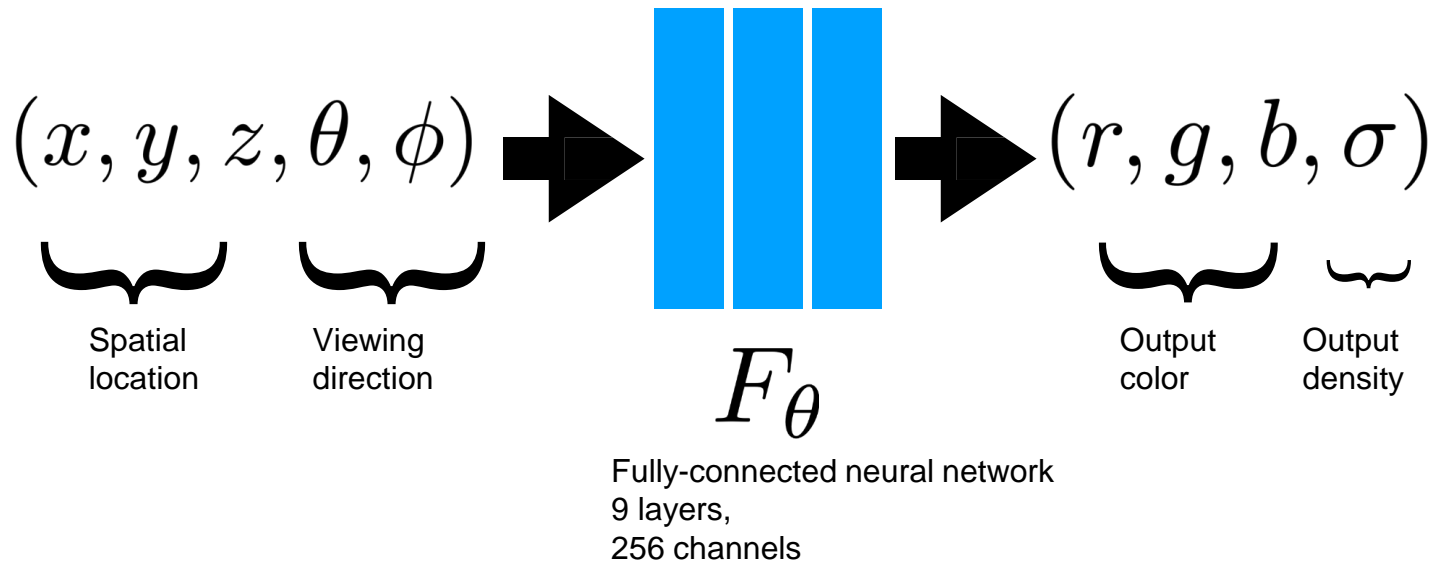 (x, y, z, θ, ϕ)
(r, g, b, σ)
Spatial
location
Viewing
direction
Output
color
Output
density
F_θ
Fully-connected neural network
9 layers,
256 channels